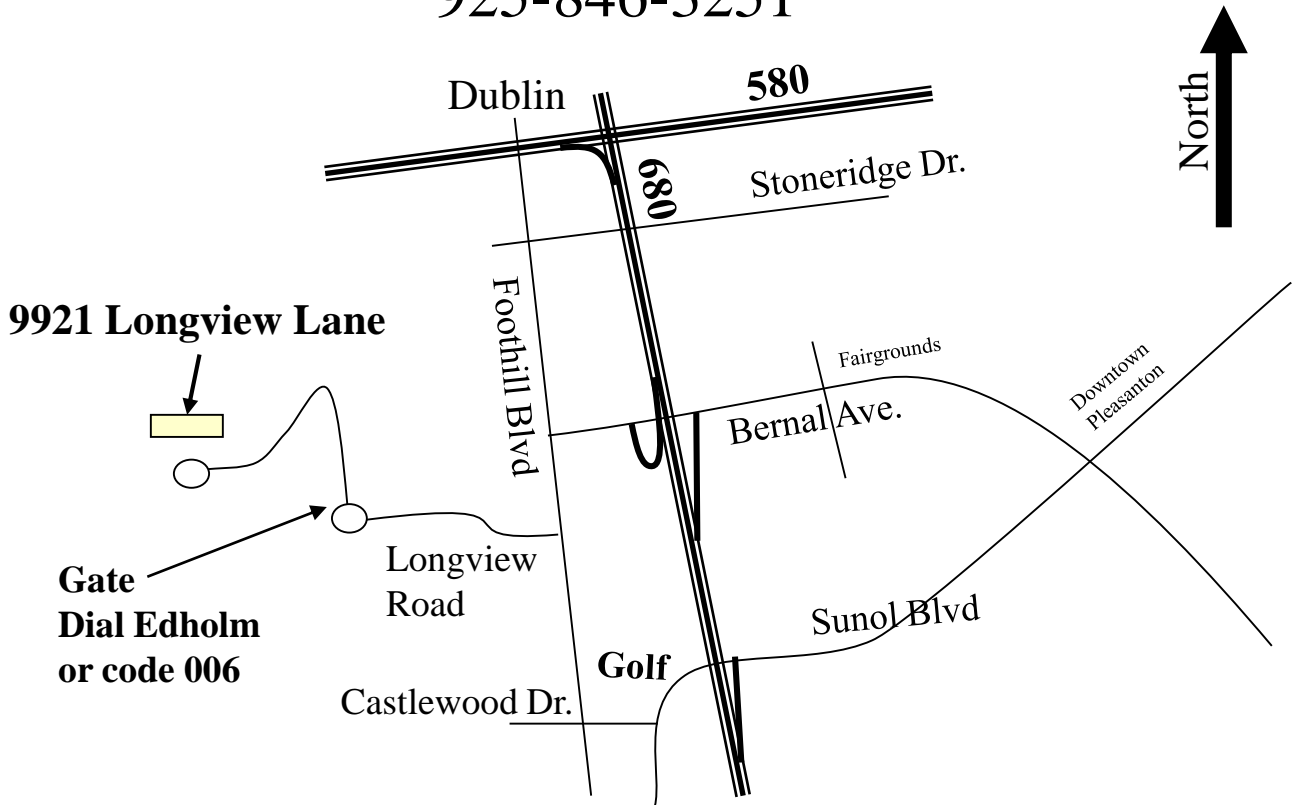 Dublin
580
North
680
Stoneridge Dr.
Foothill Blvd
9921 Longview Lane
Fairgrounds
Downtown
Pleasanton
Bernal Ave.
Longview
Road
Gate
Dial Edholm
or code 006
Sunol Blvd
Golf
Castlewood Dr.